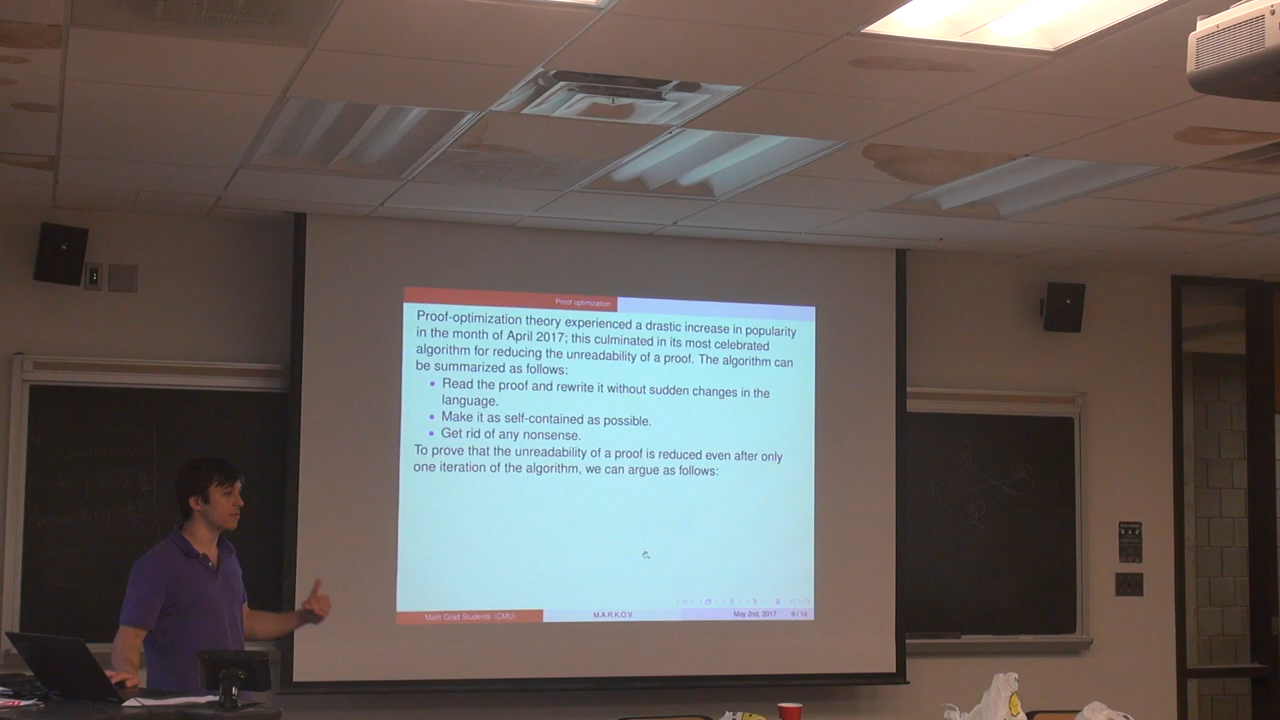 Proof optimization
Proof-optimization theory experienced a drastic increase in popularity
in the month of April 2017; this culminated in its most celebrated
algorithm for reducing the unreadability of a proof. The algorithm can
be summarized as follows:
• Read the proof and rewrite it without sudden changes in the
language.
• Make it as self-contained as possible.
• Get rid of any nonsense.
To prove that the unreadability of a proof is reduced even after only
one iteration of the algorithm, we can argue as follows:
Math Grad Students (CMU) M.A.R.K.O.V. May 2nd, 2017 9 / 14